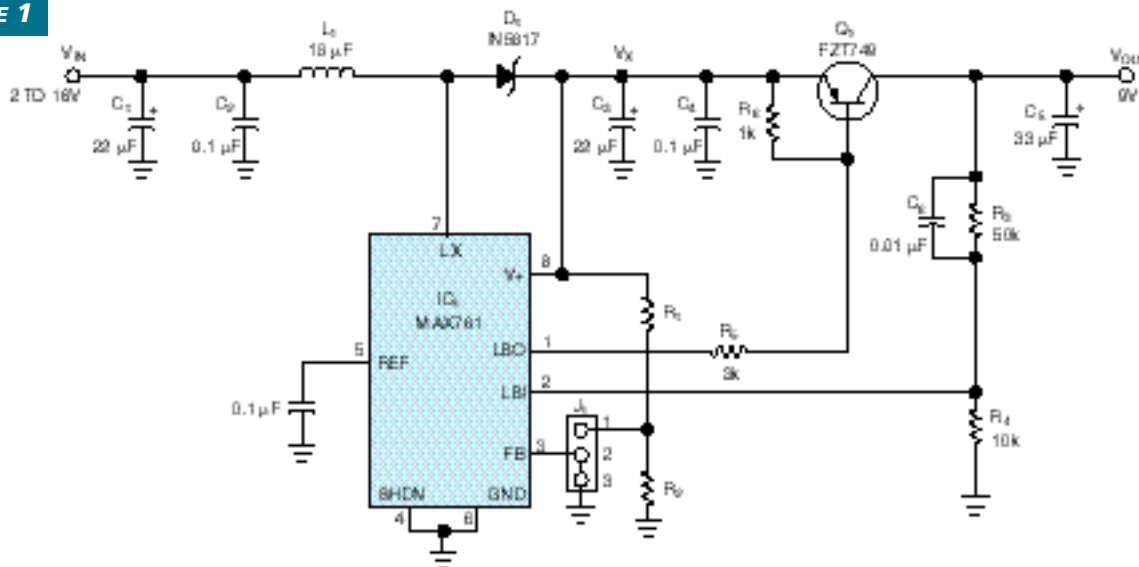 E 1
V_IN
2 TO 16V
C₁
+
22 µF
C₂
0.1 µF
L₁
18 µF
D₁
IN5817
V_X
C₃
+
22 µF
C₄
0.1 µF
R₆
1k
Q₁
FZT749
V_OUT
9V
C₅
+
33 µF
C₆
0.01 µF
R₃
50k
7
LX
8
V+
IC₁
MAX761
R₁
5
REF
0.1 µF
LBO
1
R₅
3k
LBI
2
J₁
1
FB
3
2
3
R₂
R₄
10k
SHDN
GND
4
6